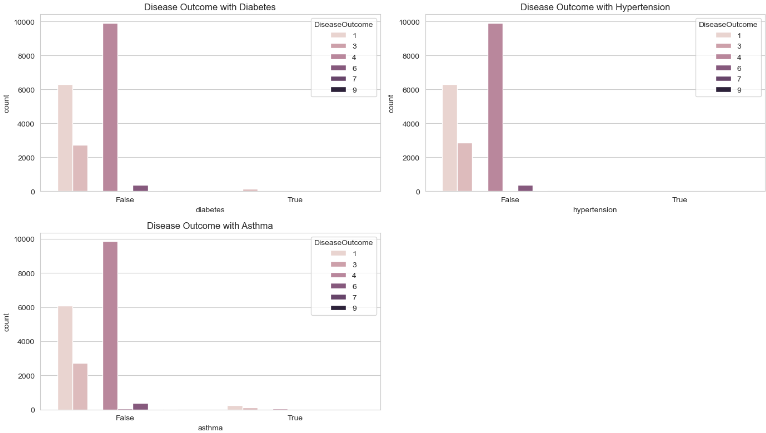 Disease Outcome with Diabetes
DiseaseOutcome
1
3
4
6
7
9
10000
8000
6000
4000
2000
0
count
False
True
diabetes
Disease Outcome with Hypertension
DiseaseOutcome
1
3
4
6
7
9
10000
8000
6000
4000
2000
0
count
False
True
hypertension
Disease Outcome with Asthma
DiseaseOutcome
1
3
4
6
7
9
10000
8000
6000
4000
2000
0
count
False
True
asthma